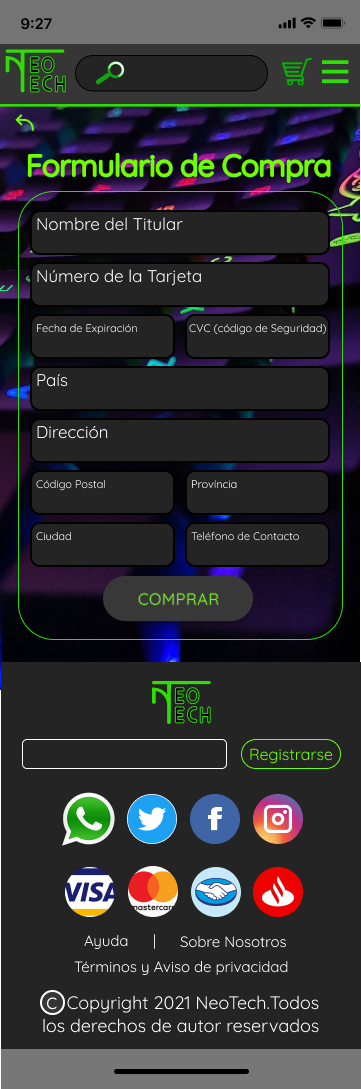 9:27
NEO
TECH
Formulario de Compra
Nombre del Titular
Número de la Tarjeta
Fecha de Expiración CVC (código de Seguridad)
País
Dirección
Código Postal Província
Ciudad Teléfono de Contacto
COMPRAR
NEO
TECH
Registrarse
VISA mastercard
Ayuda | Sobre Nosotros
Términos y Aviso de privacidad
©Copyright 2021 NeoTech.Todos
los derechos de autor reservados